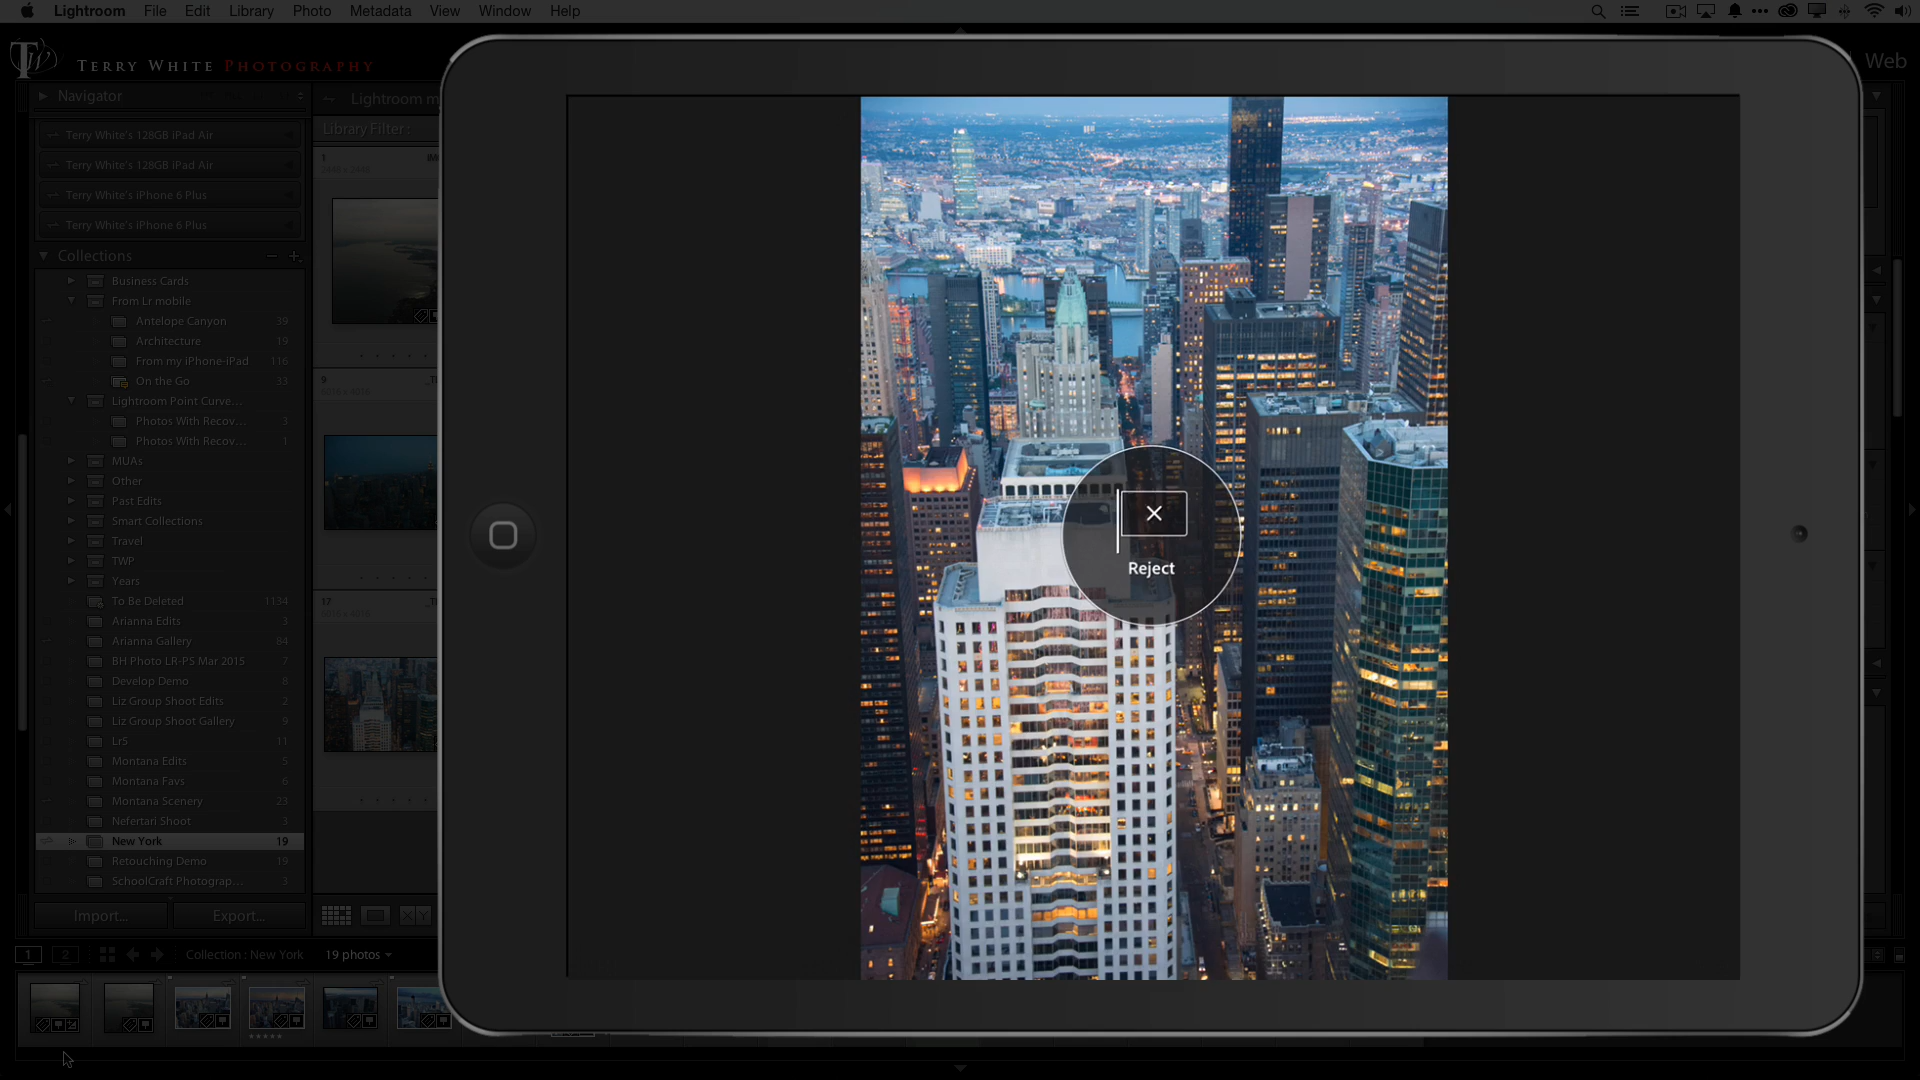 Lightroom File Edit Library Photo Metadata View Window Help
TW TERRY WHITE PHOTOGRAPHY
Web
Navigator
Lightroom m
Terry White's 128GB iPad Air
Library Filter :
Terry White's 128GB iPad Air
1
Terry White's iPhone 6 Plus
Terry White's iPhone 6 Plus
Collections
Business Cards
From Lr mobile
Antelope Canyon 39
Architecture 19
From my iPhone-iPad 116
On the Go 33
9
Lightroom Point Curve...
Photos With Recov... 3
Photos With Recov... 1
MUAs
Other
Past Edits
Smart Collections
Travel
TWP
Years
To Be Deleted 1134
17
Arianna Edits 3
Arianna Gallery 84
BH Photo LR-PS Mar 2015 7
Develop Demo 8
Liz Group Shoot Edits 2
Liz Group Shoot Gallery 9
LrS 11
Montana Edits 5
Montana Favs 6
Montana Scenery 23
Nefertari Shoot 3
New York 19
Retouching Demo 19
SchoolCraft Photograp... 3
Reject
Import... Export...
X Y
1 2 Collection : New York 19 photos